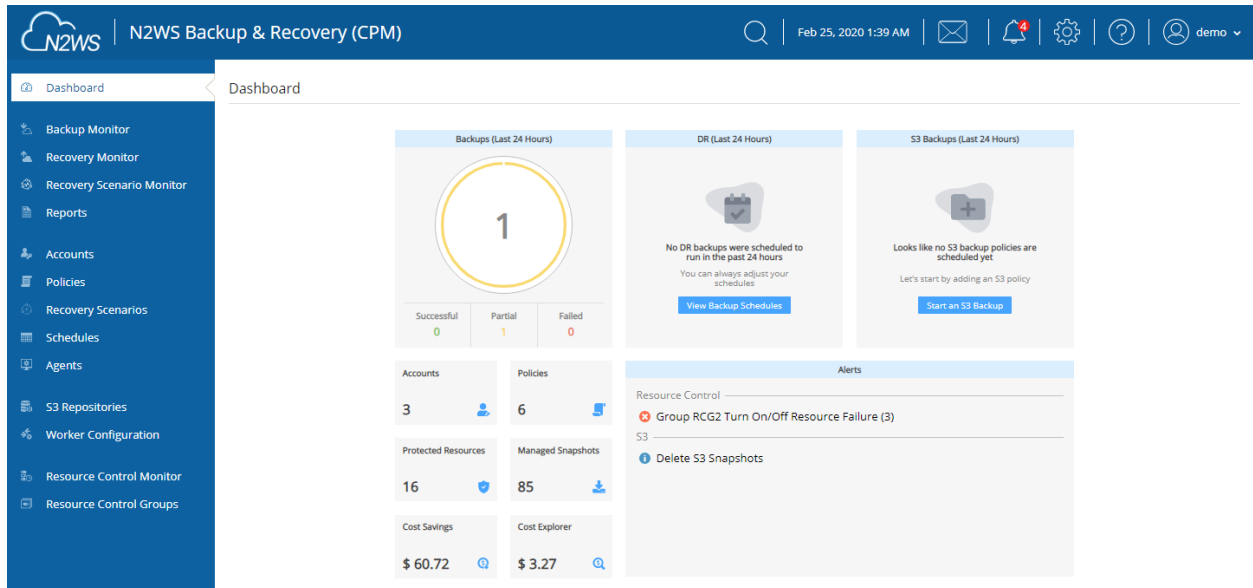 N2WS
N2WS Backup & Recovery (CPM)
Feb 25, 2020 1:39 AM
4
demo
Dashboard
Backup Monitor
Recovery Monitor
Recovery Scenario Monitor
Reports
Accounts
Policies
Recovery Scenarios
Schedules
Agents
S3 Repositories
Worker Configuration
Resource Control Monitor
Resource Control Groups
Dashboard
Backups (Last 24 Hours)
1
Successful Partial Failed
0 1 0
DR (Last 24 Hours)
No DR backups were scheduled to
run in the past 24 hours
You can always adjust your
schedules
View Backup Schedules
S3 Backups (Last 24 Hours)
Looks like no S3 backup policies are
scheduled yet
Let's start by adding an S3 policy
Start an S3 Backup
Accounts
3
Policies
6
Protected Resources
16
Managed Snapshots
85
Cost Savings
$ 60.72
Cost Explorer
$ 3.27
Alerts
Resource Control
Group RCG2 Turn On/Off Resource Failure (3)
S3
Delete S3 Snapshots